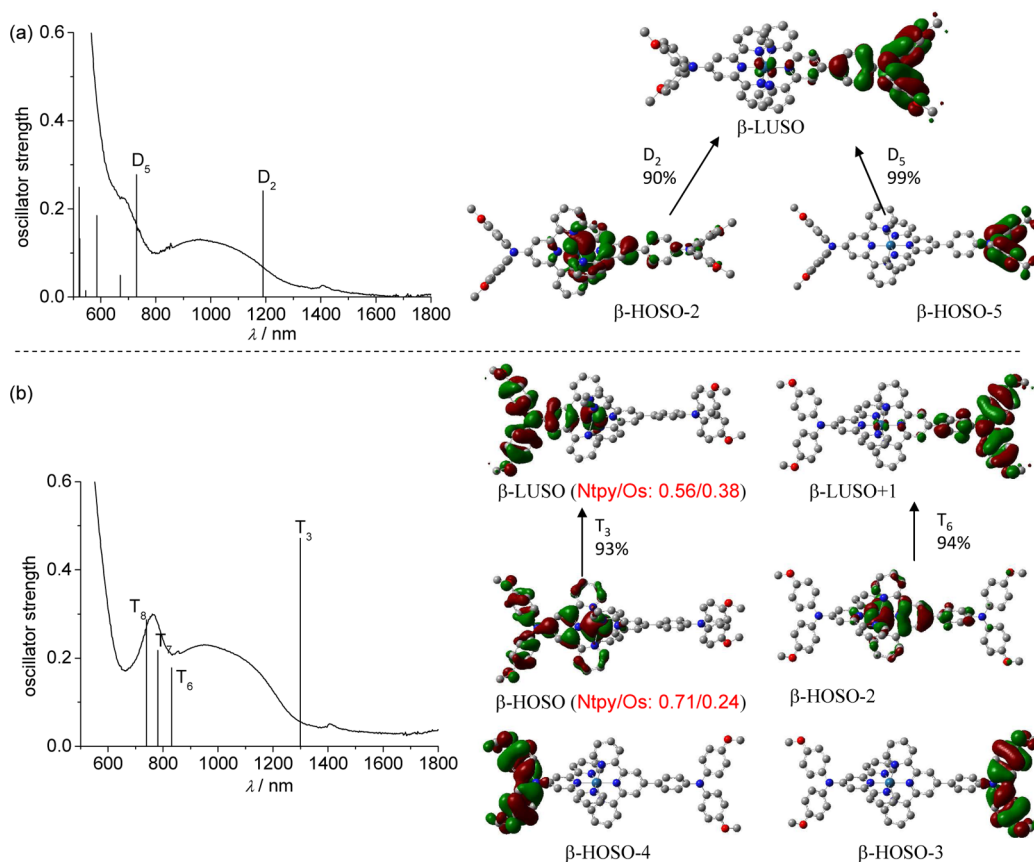 (a)
0.6
0.4
0.2
0.0
oscillator strength
D5
D2
600 800 1000 1200 1400 1600 1800
λ / nm
β-LUSO
D2
90%
D5
99%
β-HOSO-2
β-HOSO-5
(b)
0.6
0.4
0.2
0.0
oscillator strength
T3
T8
T7
T6
600 800 1000 1200 1400 1600 1800
λ / nm
β-LUSO (Ntpy/Os: 0.56/0.38)
β-LUSO+1
T3
93%
T6
94%
β-HOSO (Ntpy/Os: 0.71/0.24)
β-HOSO-2
β-HOSO-4
β-HOSO-3